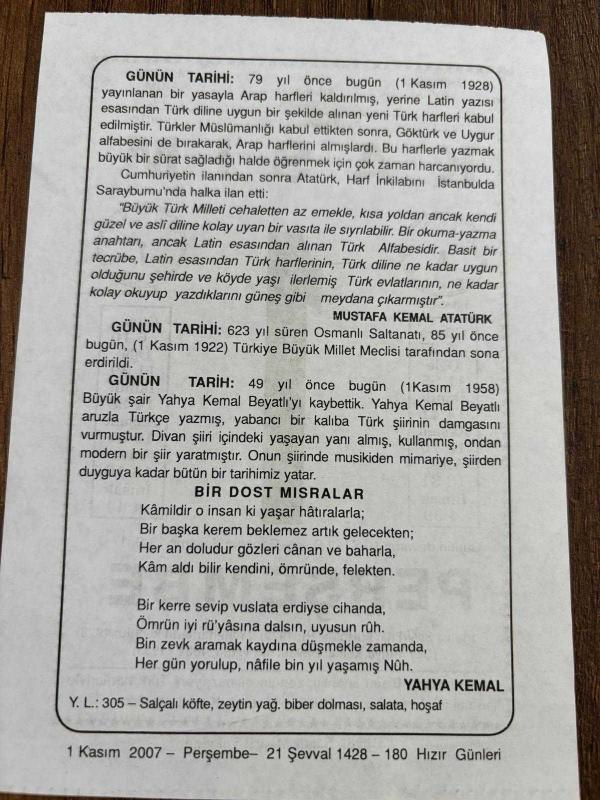 GÜNÜN TARİHİ: 79 yıl önce bugün (1 Kasım 1928)
yayınlanan bir yasayla Arap harfleri kaldırılmış, yerine Latin yazısı
esasından Türk diline uygun bir şekilde alınan yeni Türk harfleri kabul
edilmiştir. Türkler Müslümanlığı kabul ettikten sonra, Göktürk ve Uygur
alfabesini de bırakarak, Arap harflerini almışlardı. Bu harflerle yazmak
büyük bir sürat sağladığı halde öğrenmek için çok zaman harcanıyordu.
Cumhuriyetin ilanından sonra Atatürk, Harf İnkilabını İstanbulda
Sarayburnu'nda halka ilan etti:
"Büyük Türk Milleti cehaletten az emekle, kısa yoldan ancak kendi
güzel ve aslî diline kolay uyan bir vasıta ile sıyrılabilir. Bir okuma-yazma
anahtarı, ancak Latin esasından alınan Türk Alfabesidir. Basit bir
tecrübe, Latin esasından Türk harflerinin, Türk diline ne kadar uygun
olduğunu şehirde ve köyde yaşı ilerlemiş Türk evlatlarının, ne kadar
kolay okuyup yazdıklarını güneş gibi meydana çıkarmıştır".
MUSTAFA KEMAL ATATÜRK
GÜNÜN TARİHİ: 623 yıl süren Osmanlı Saltanatı, 85 yıl önce
bugün, (1 Kasım 1922) Türkiye Büyük Millet Meclisi tarafından sona
erdirildi.
GÜNÜN TARİH: 49 yıl önce bugün (1Kasım 1958)
Büyük şair Yahya Kemal Beyatlı'yı kaybettik. Yahya Kemal Beyatlı
aruzla Türkçe yazmış, yabancı bir kalıba Türk şiirinin damgasını
vurmuştur. Divan şiiri içindeki yaşayan yanı almış, kullanmış, ondan
modern bir şiir yaratmıştır. Onun şiirinde musikiden mimariye, şiirden
duyguya kadar bütün bir tarihimiz yatar.
BİR DOST MISRALAR
Kâmildir o insan ki yaşar hâtıralarla;
Bir başka kerem beklemez artık gelecekten;
Her an doludur gözleri cânan ve baharla,
Kâm aldı bilir kendini, ömründe, felekten.
Bir kerre sevip vuslata erdiyse cihanda,
Ömrün iyi rü'yâsına dalsın, uyusun rûh.
Bin zevk aramak kaydına düşmekle zamanda,
Her gün yorulup, nâfile bin yıl yaşamış Nûh.
YAHYA KEMAL
Y. L.: 305 – Salçalı köfte, zeytin yağ. biber dolması, salata, hoşaf
1 Kasım 2007 – Perşembe– 21 Şevval 1428 – 180 Hızır Günleri